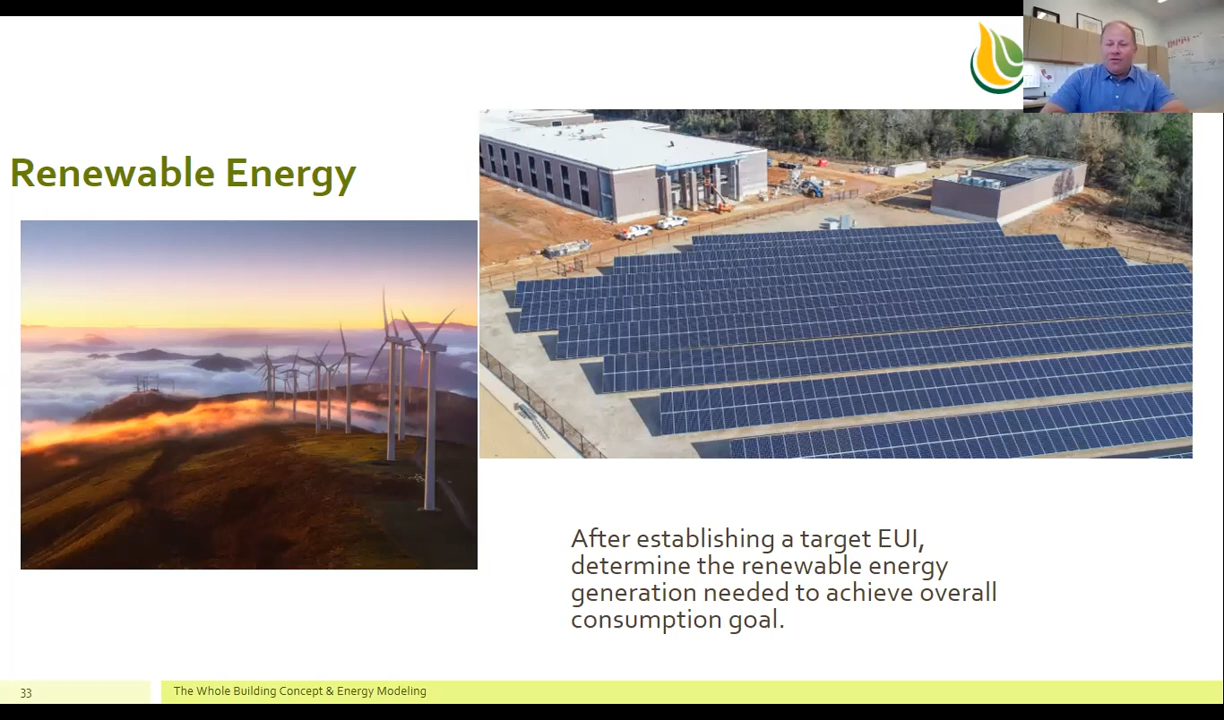 Renewable Energy
After establishing a target EUI,
determine the renewable energy
generation needed to achieve overall
consumption goal.
33
The Whole Building Concept & Energy Modeling